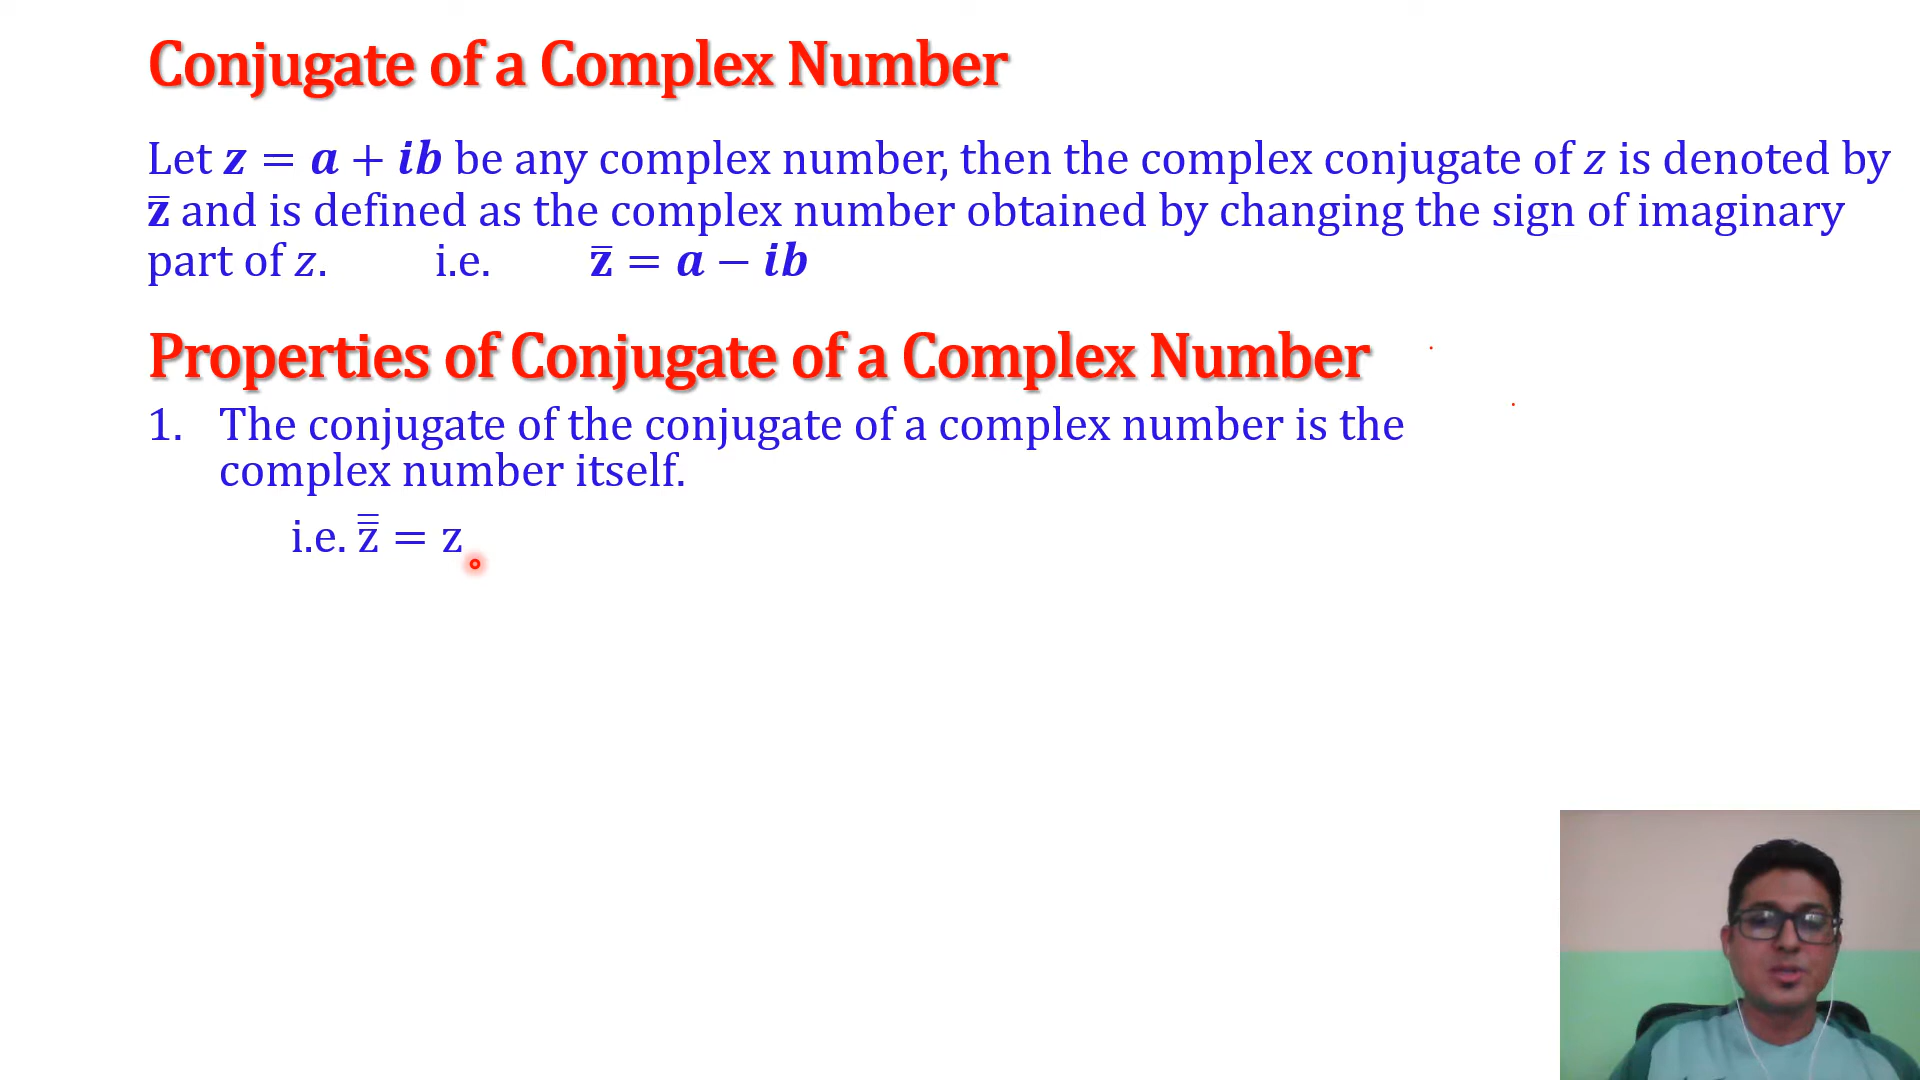 Conjugate of a Complex Number
Let z = a + ib be any complex number, then the complex conjugate of z is denoted by
z̅ and is defined as the complex number obtained by changing the sign of imaginary
part of z. i.e. z̅ = a − ib
Properties of Conjugate of a Complex Number
1. The conjugate of the conjugate of a complex number is the
complex number itself.
i.e. z̿ = z